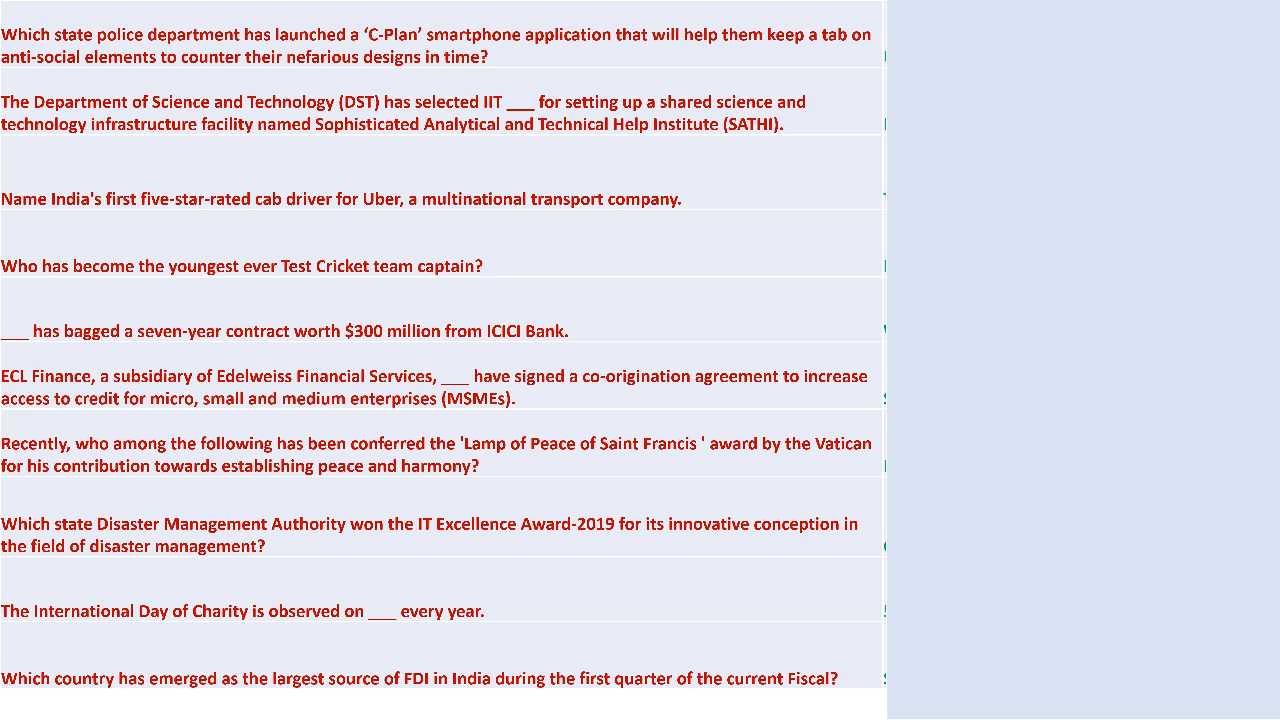 Which state police department has launched a ‘C-Plan’ smartphone application that will help them keep a tab on
anti-social elements to counter their nefarious designs in time?
The Department of Science and Technology (DST) has selected IIT ___ for setting up a shared science and
technology infrastructure facility named Sophisticated Analytical and Technical Help Institute (SATHI).
Name India's first five-star-rated cab driver for Uber, a multinational transport company.
Who has become the youngest ever Test Cricket team captain?
___ has bagged a seven-year contract worth $300 million from ICICI Bank.
ECL Finance, a subsidiary of Edelweiss Financial Services, ___ have signed a co-origination agreement to increase
access to credit for micro, small and medium enterprises (MSMEs).
Recently, who among the following has been conferred the 'Lamp of Peace of Saint Francis ' award by the Vatican
for his contribution towards establishing peace and harmony?
Which state Disaster Management Authority won the IT Excellence Award-2019 for its innovative conception in
the field of disaster management?
The International Day of Charity is observed on ___ every year.
Which country has emerged as the largest source of FDI in India during the first quarter of the current Fiscal?